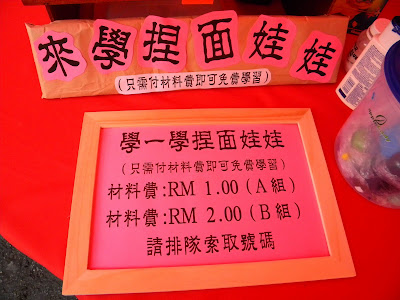 來學捏面娃娃
(只需付材料費即可免費學習)
學一學捏面娃娃
(只需付材料費即可免費學習)
材料費:RM 1.00 (A組)
材料費:RM 2.00 (B組)
請排隊索取號碼